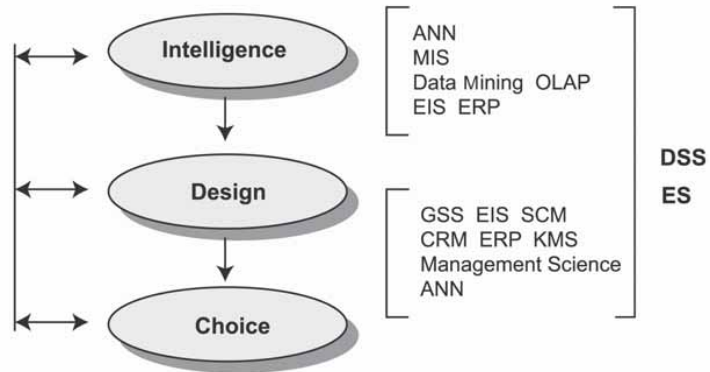 Intelligence
Design
Choice
ANN
MIS
Data Mining OLAP
EIS ERP
GSS EIS SCM
CRM ERP KMS
Management Science
ANN
DSS
ES